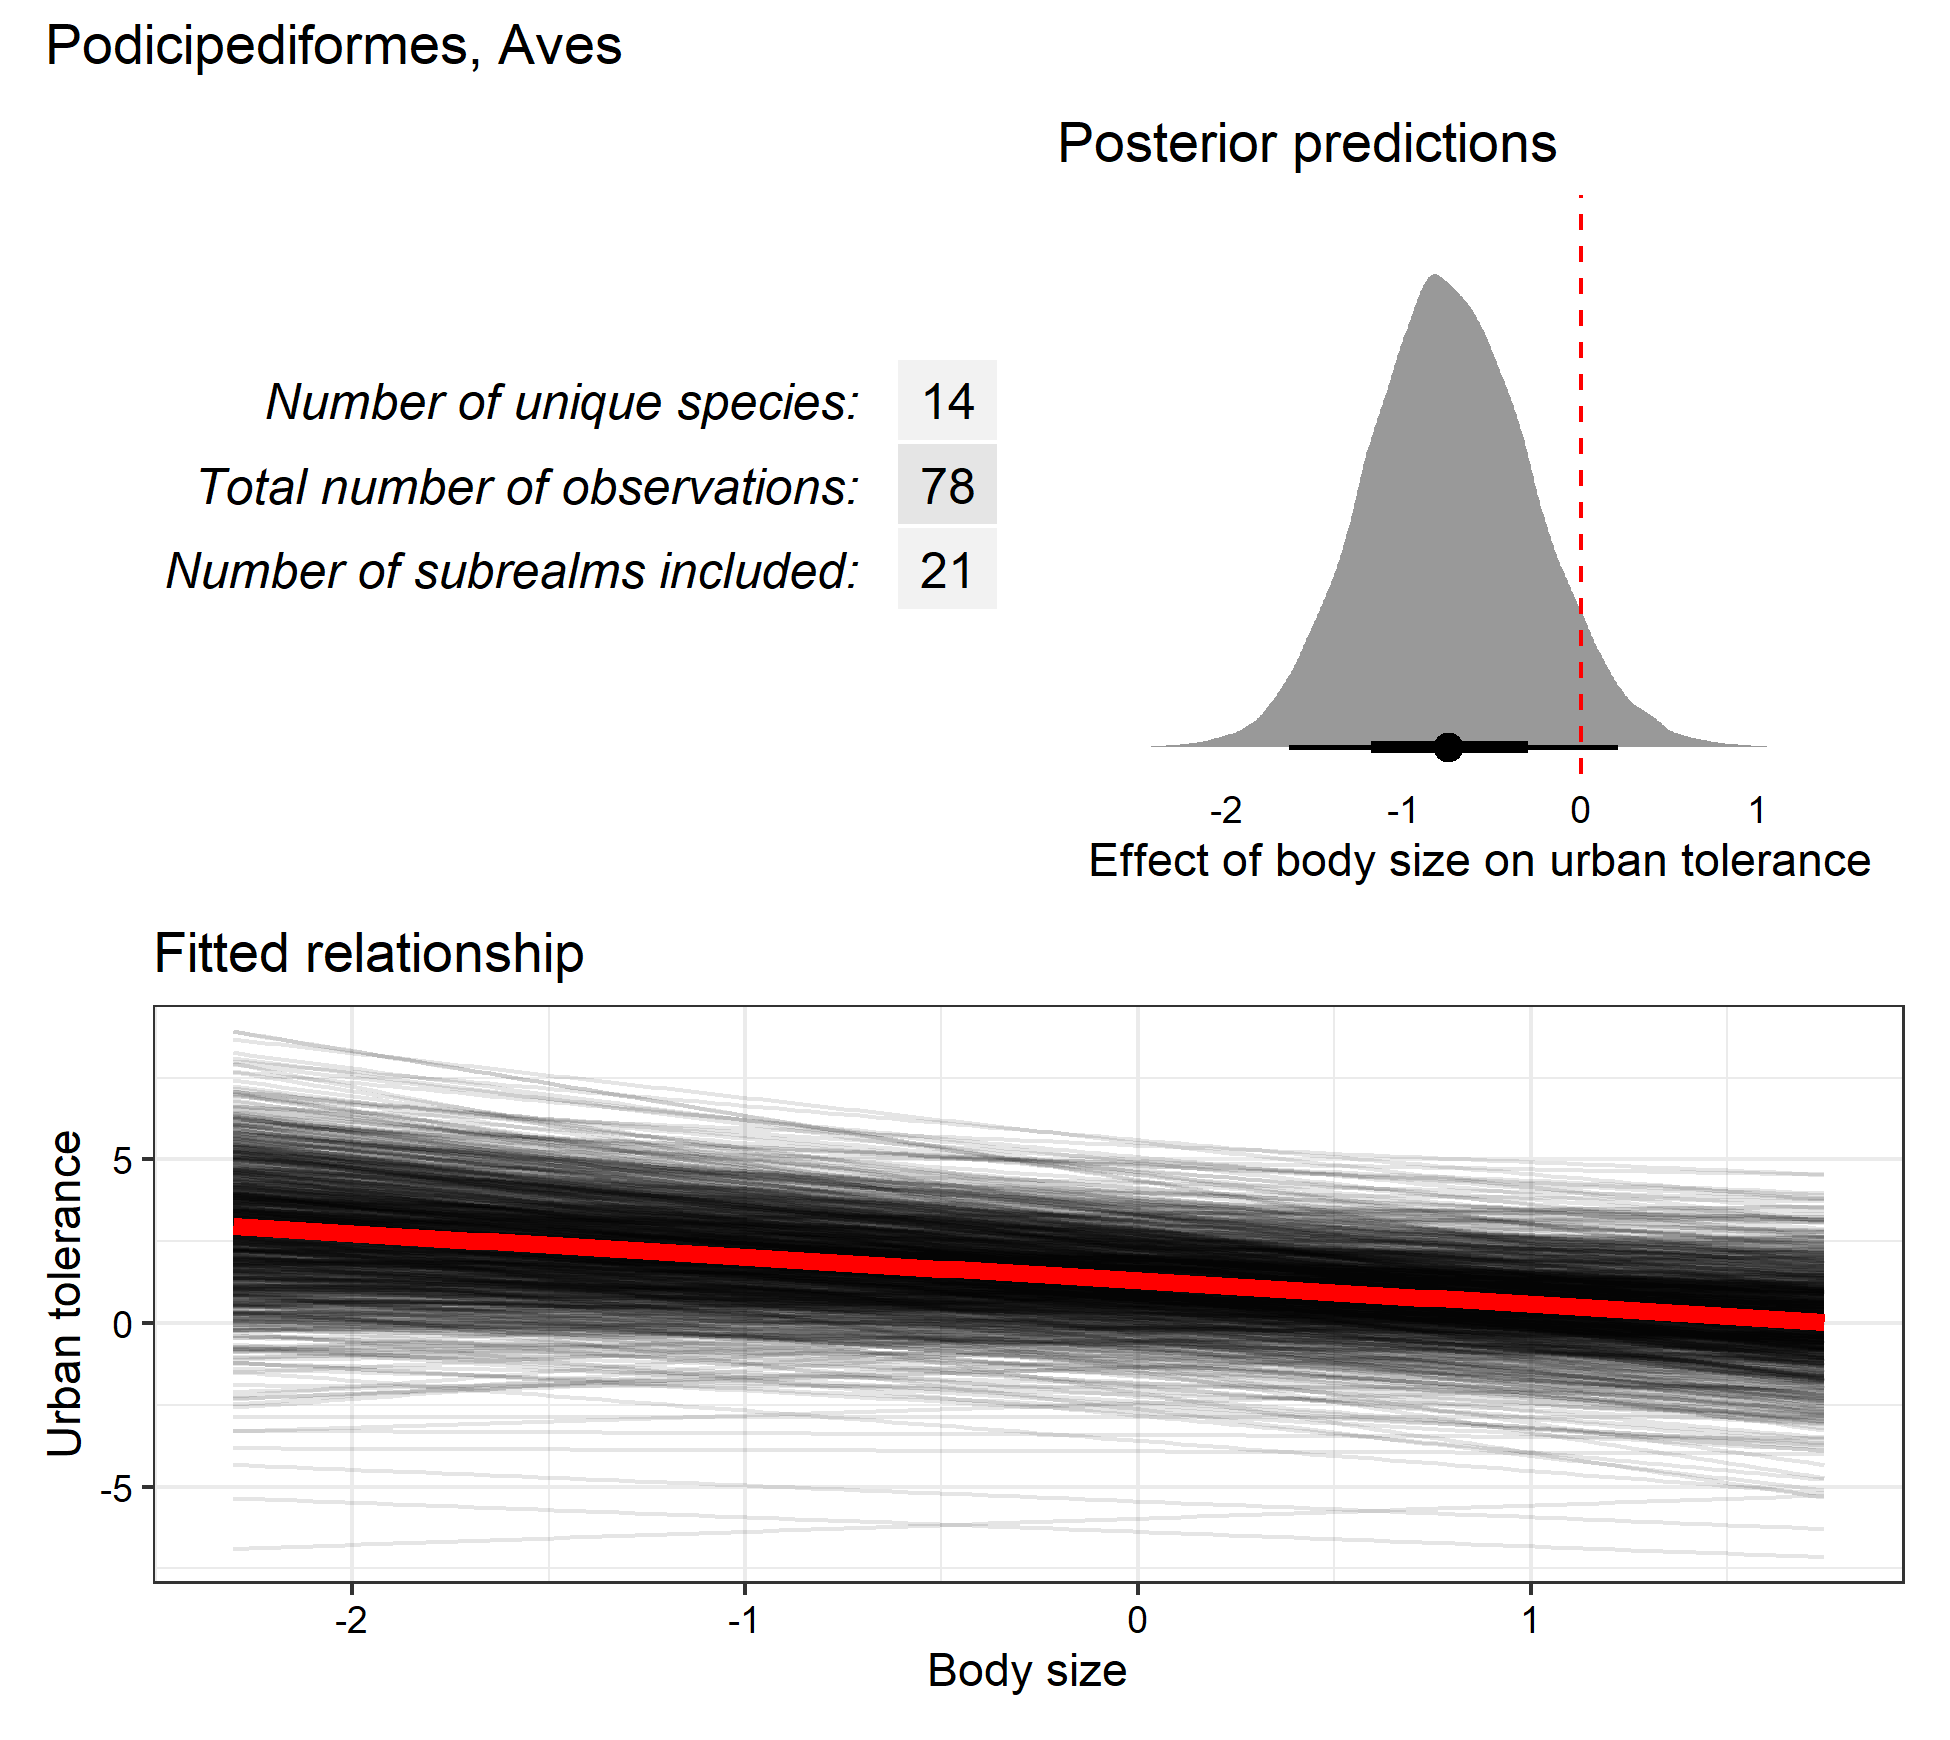 Podicipediformes, Aves
Posterior predictions
Number of unique species: 14
Total number of observations: 78
Number of subrealms included: 21
-2 -1 0 1
Effect of body size on urban tolerance
Fitted relationship
Urban tolerance
5
0
-5
-2 -1 0 1
Body size